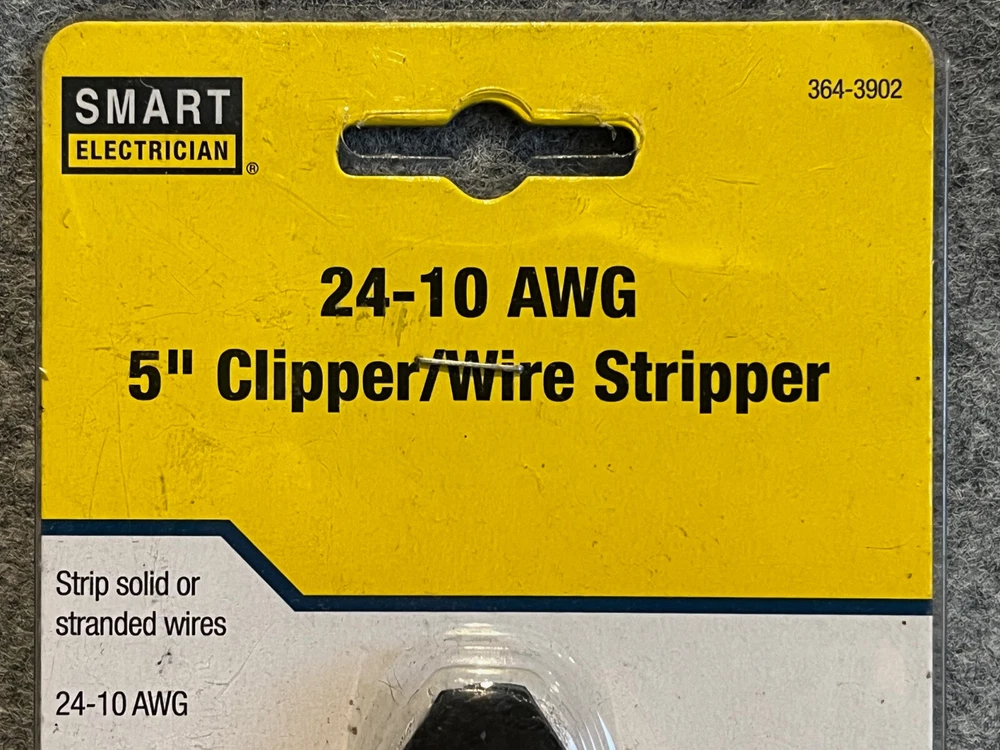 SMART
ELECTRICIAN®
364-3902
24-10 AWG
5" Clipper/Wire Stripper
Strip solid or
stranded wires
24-10 AWG